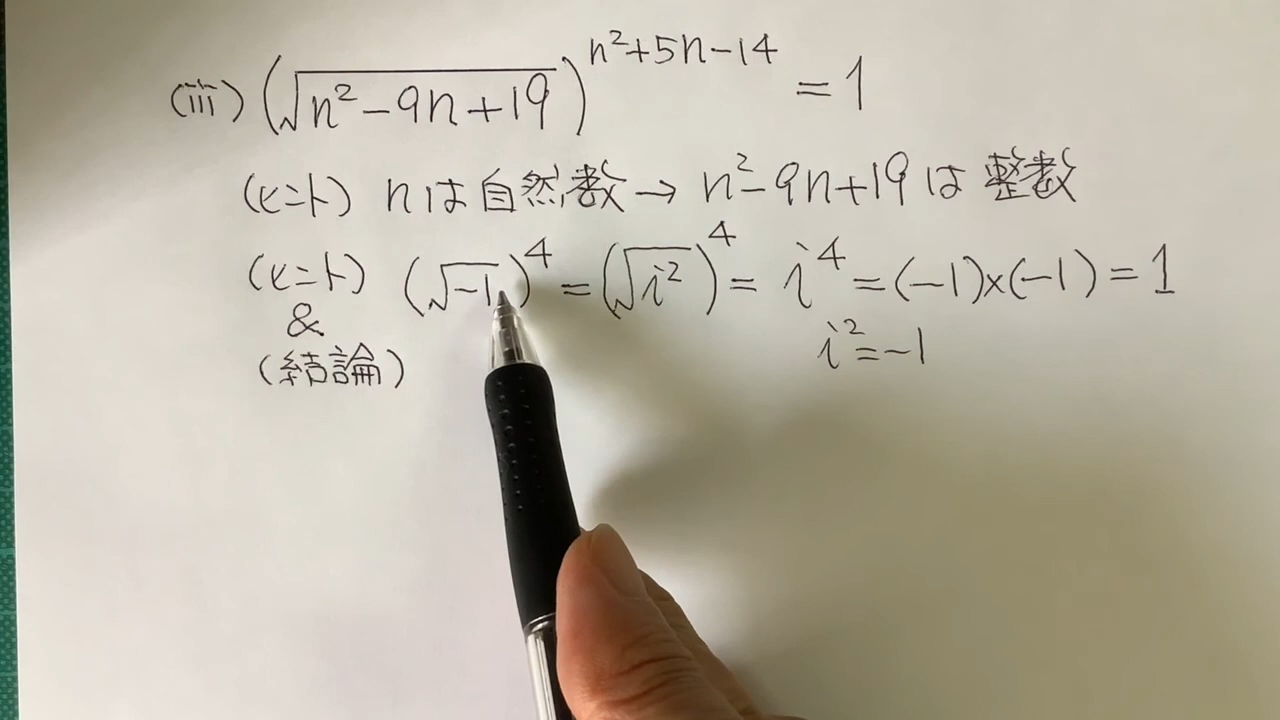 (iii) (√(n²-9n+19))^(n²+5n-14) = 1
(ヒント) nは自然数→ n²-9n+19は 整数
(ヒント) (√-1)⁴ = (√i²)⁴ = i⁴ = (-1)×(-1) = 1
& i²=-1
(結論)